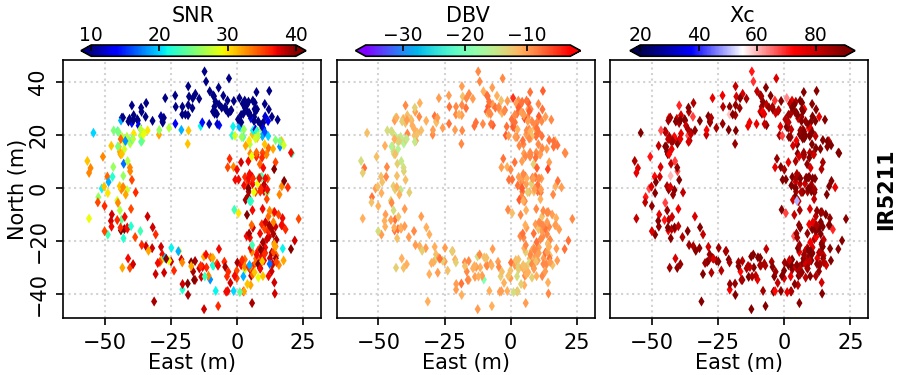 SNR DBV Xc
10 20 30 40 −30 −20 −10 20 40 60 80
40
20
0
−20
−40
North (m)
−50 −25 0 25 −50 −25 0 25 −50 −25 0 25
East (m) East (m) East (m)
IR5211